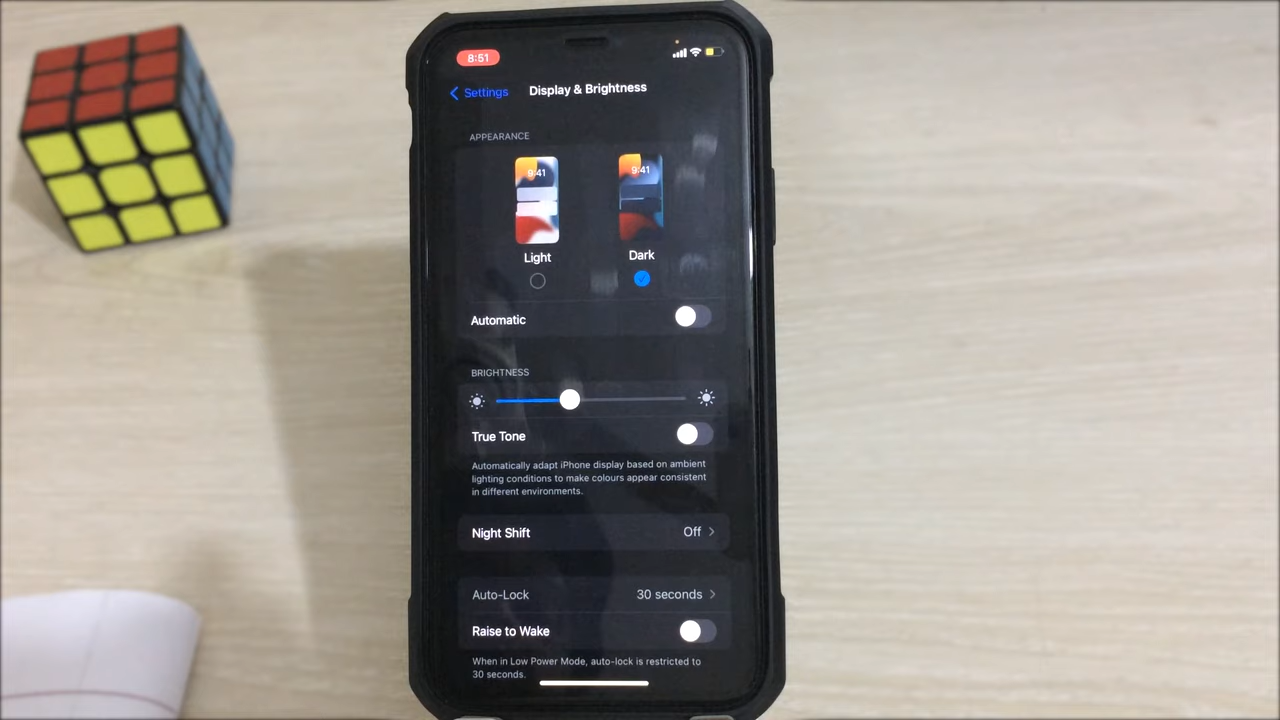 8:51
Settings
Display & Brightness
APPEARANCE
9:41
9:41
Light
Dark
Automatic
BRIGHTNESS
True Tone
Automatically adapt iPhone display based on ambient
lighting conditions to make colours appear consistent
in different environments.
Night Shift Off
Auto-Lock 30 seconds
Raise to Wake
When in Low Power Mode, auto-lock is restricted to
30 seconds.